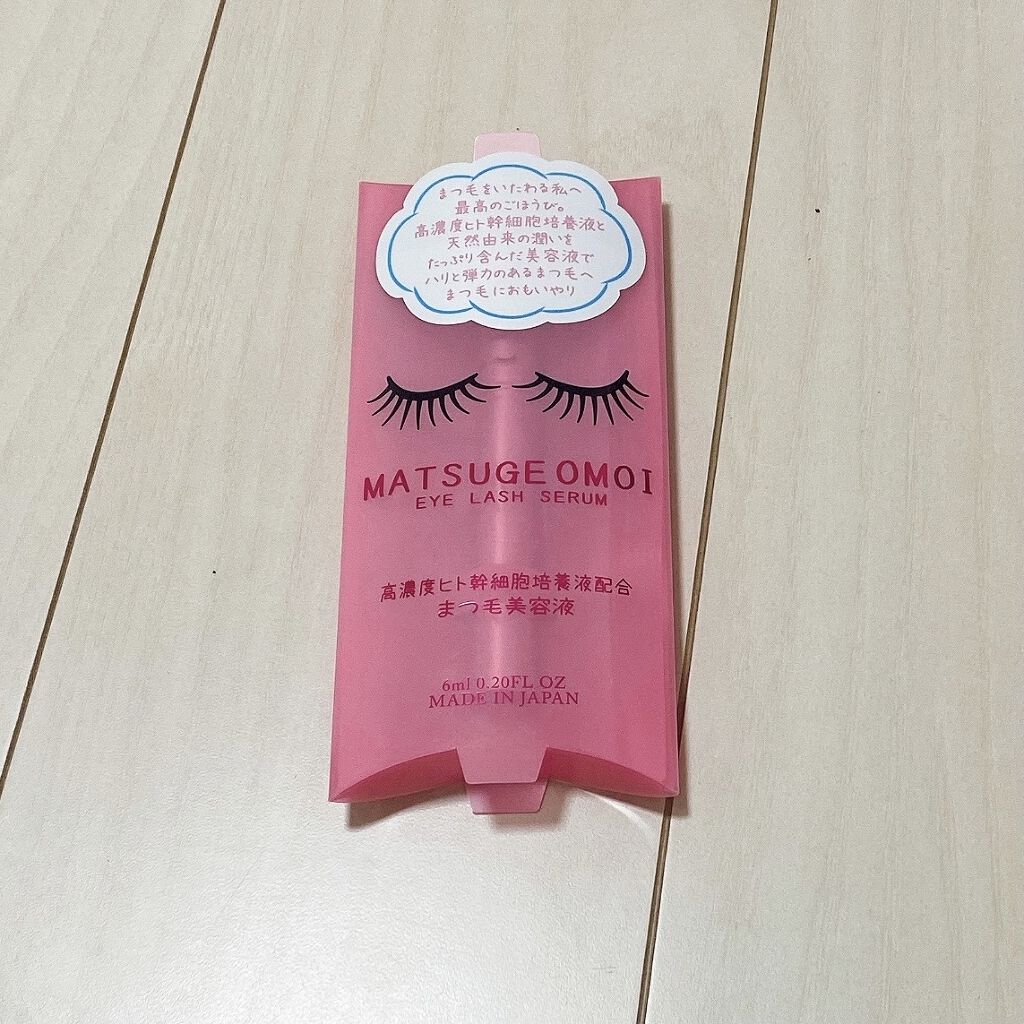 まつ毛をいたわる私へ
最高のごほうび。
高濃度ヒト幹細胞培養液と
天然由来の潤いを
たっぷり含んだ美容液で
ハリと弾力のあるまつ毛へ
まつ毛におもいやり
MATSUGE OMOI
EYE LASH SERUM
高濃度ヒト幹細胞培養液配合
まつ毛美容液
6ml 0.20FL OZ
MADE IN JAPAN